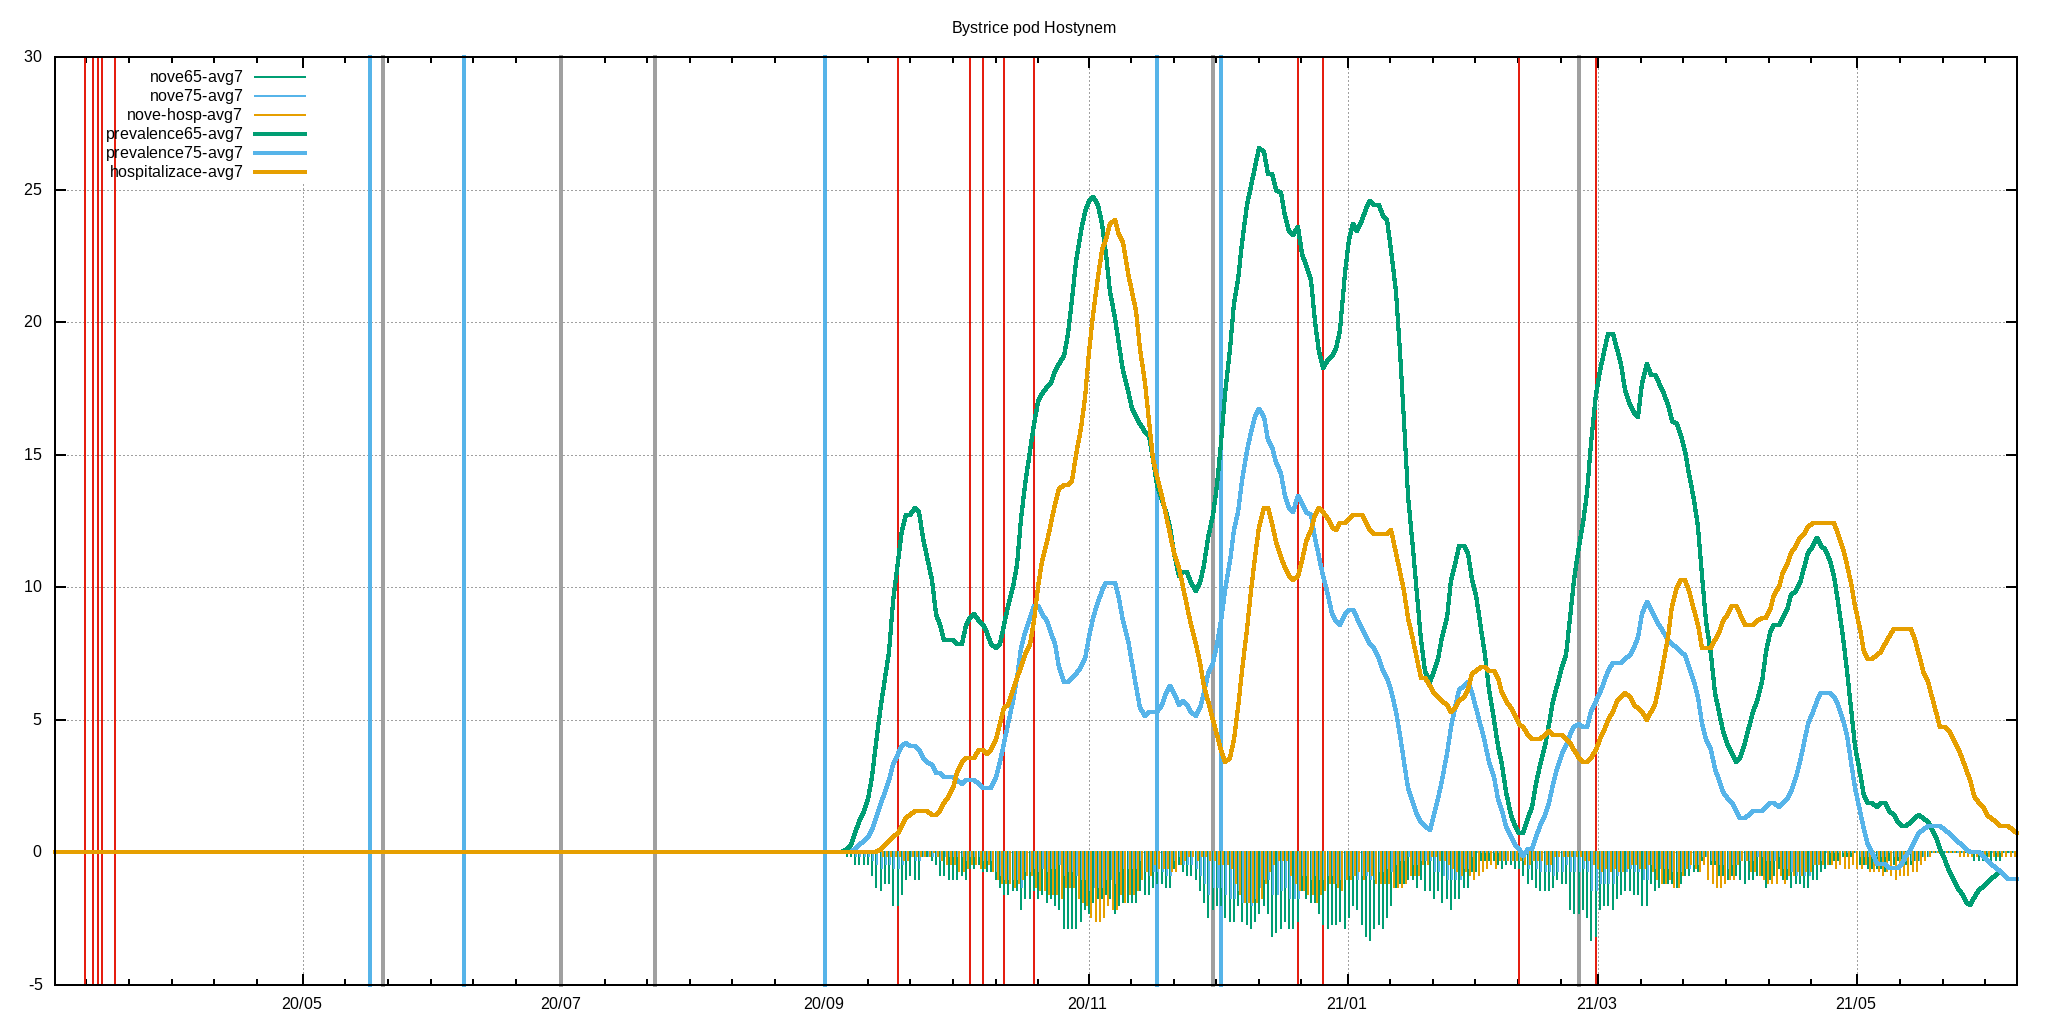 Bystrice pod Hostynem
30
25
20
15
10
5
0
-5
nove65-avg7
nove75-avg7
nove-hosp-avg7
prevalence65-avg7
prevalence75-avg7
hospitalizace-avg7
20/05
20/07
20/09
20/11
21/01
21/03
21/05